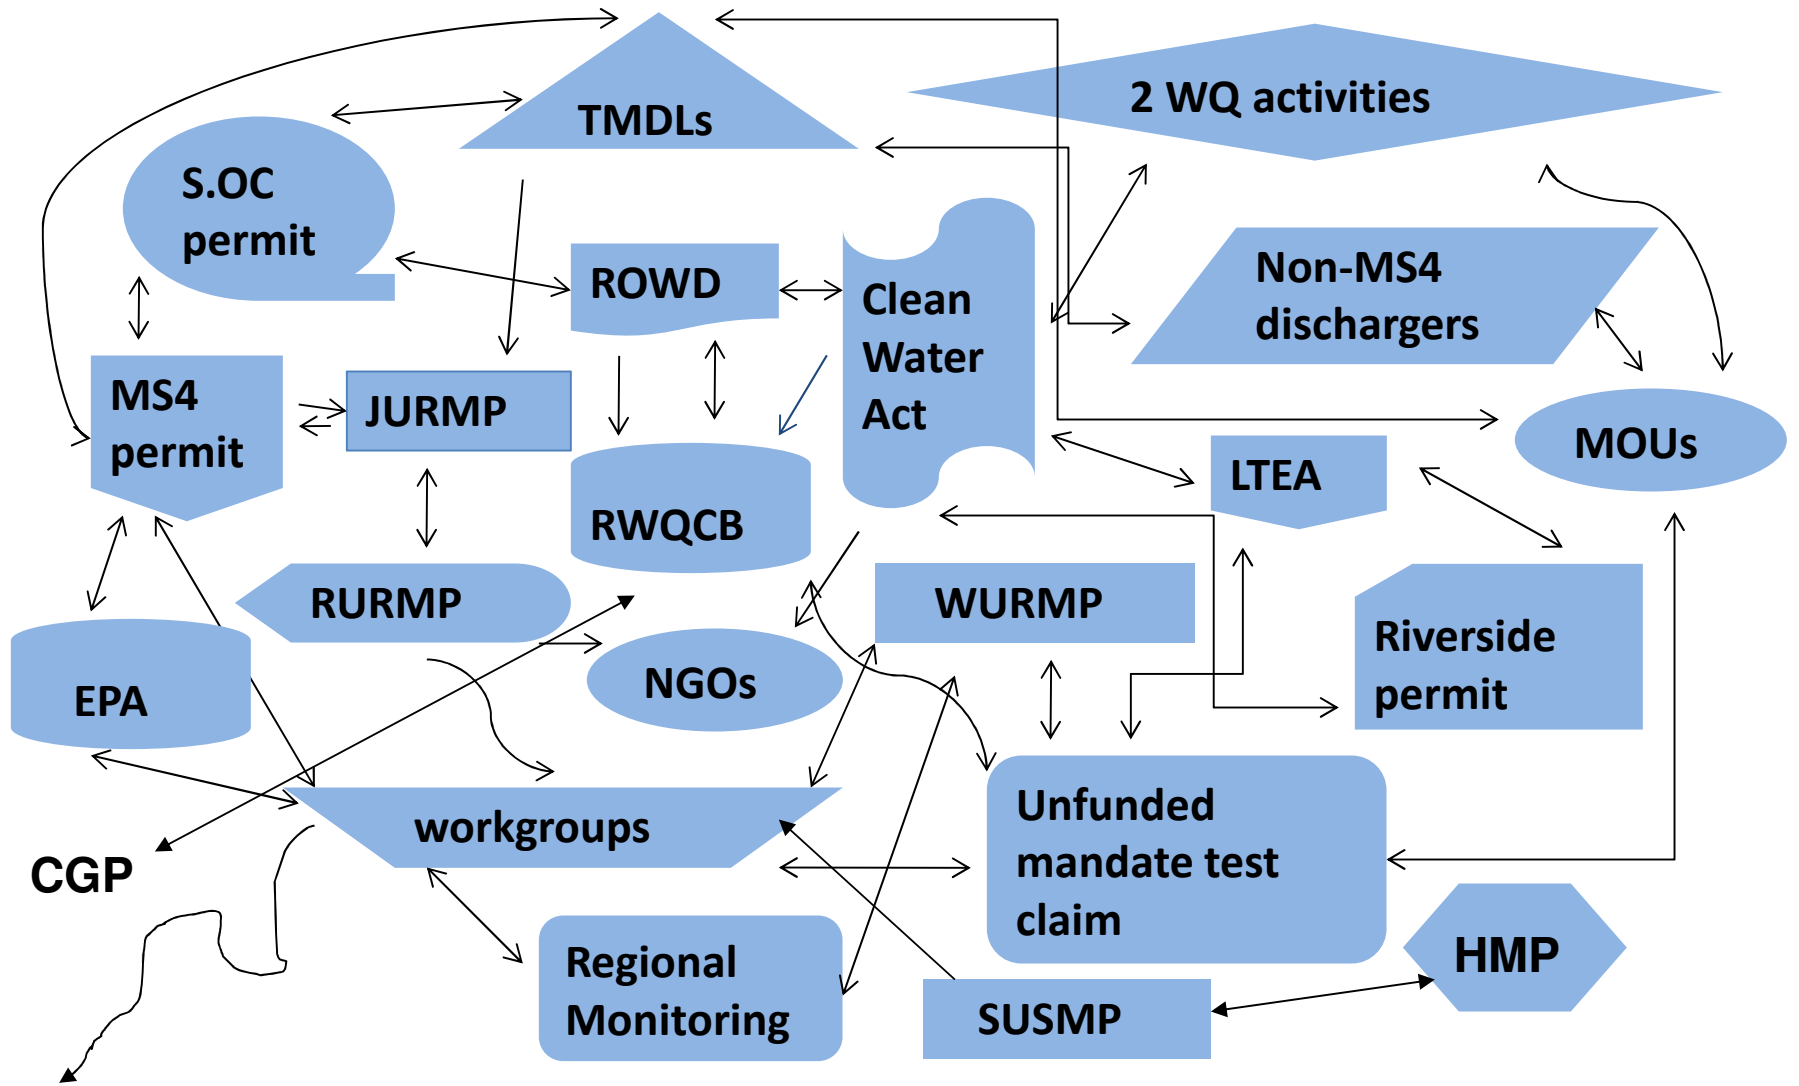 TMDLs
2 WQ activities
S.OC
permit
ROWD
Clean
Water
Act
Non-MS4
dischargers
MS4
permit
JURMP
MOUs
LTEA
RWQCB
RURMP
WURMP
Riverside
permit
EPA
NGOs
workgroups
Unfunded
mandate test
claim
CGP
Regional
Monitoring
SUSMP
HMP